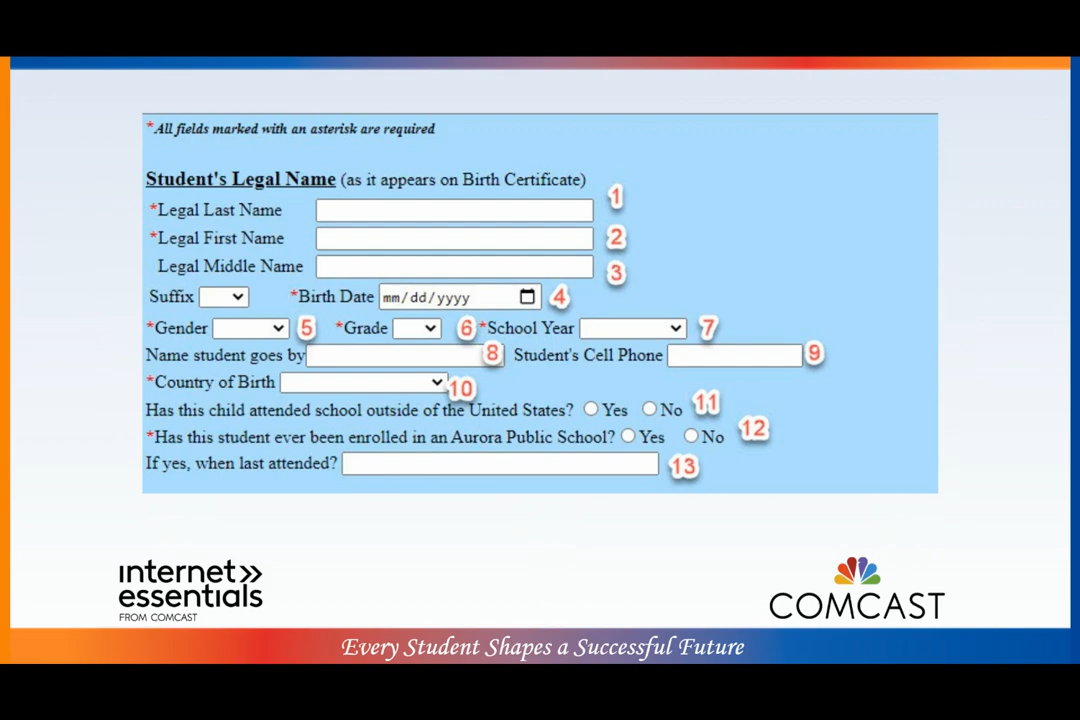 *All fields marked with an asterisk are required
Student's Legal Name (as it appears on Birth Certificate)
1
*Legal Last Name
*Legal First Name 2
Legal Middle Name 3
Suffix *Birth Date mm/dd/yyyy 4
*Gender 5 *Grade 6 *School Year 7
Name student goes by 8 Student's Cell Phone 9
*Country of Birth 10
Has this child attended school outside of the United States? Yes No 11
*Has this student ever been enrolled in an Aurora Public School? Yes No 12
If yes, when last attended? 13
internet
essentials
FROM COMCAST
COMCAST
Every Student Shapes a Successful Future